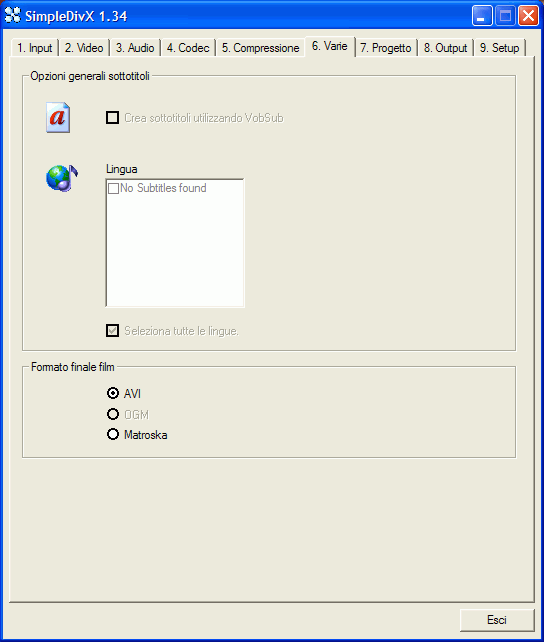 SimpleDivX 1.34
1. Input 2. Video 3. Audio 4. Codec 5. Compressione 6. Varie 7. Progetto 8. Output 9. Setup
Opzioni generali sottotitoli
a
Crea sottotitoli utilizzando VobSub
Lingua
No Subtitles found
Seleziona tutte le lingue.
Formato finale film
AVI
OGM
Matroska
Esci